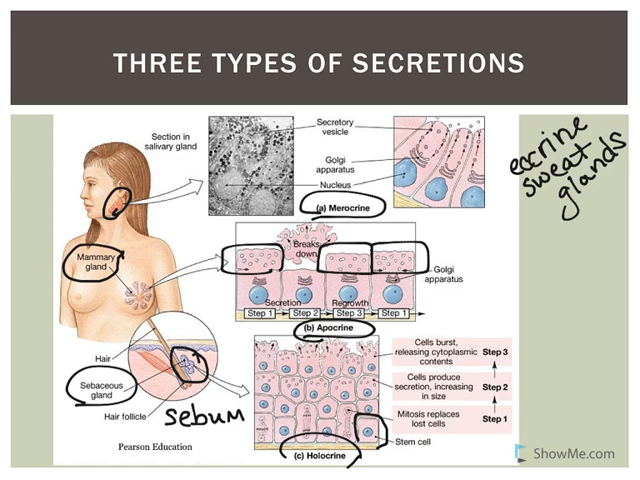 THREE TYPES OF SECRETIONS
Section in
salivary gland
Secretory
vesicle
Golgi
apparatus
Nucleus
(a) Merocrine
eccrine
sweat
glands
Mammary
gland
Breaks
down
Golgi
apparatus
Secretion
Regrowth
Step 1
Step 2
Step 3
Step 1
(b) Apocrine
Hair
Sebaceous
gland
Hair follicle
sebum
Cells burst,
releasing cytoplasmic
contents
Step 3
Cells produce
secretion, increasing
in size
Step 2
Mitosis replaces
lost cells
Step 1
Stem cell
(c) Holocrine
Pearson Education
ShowMe.com